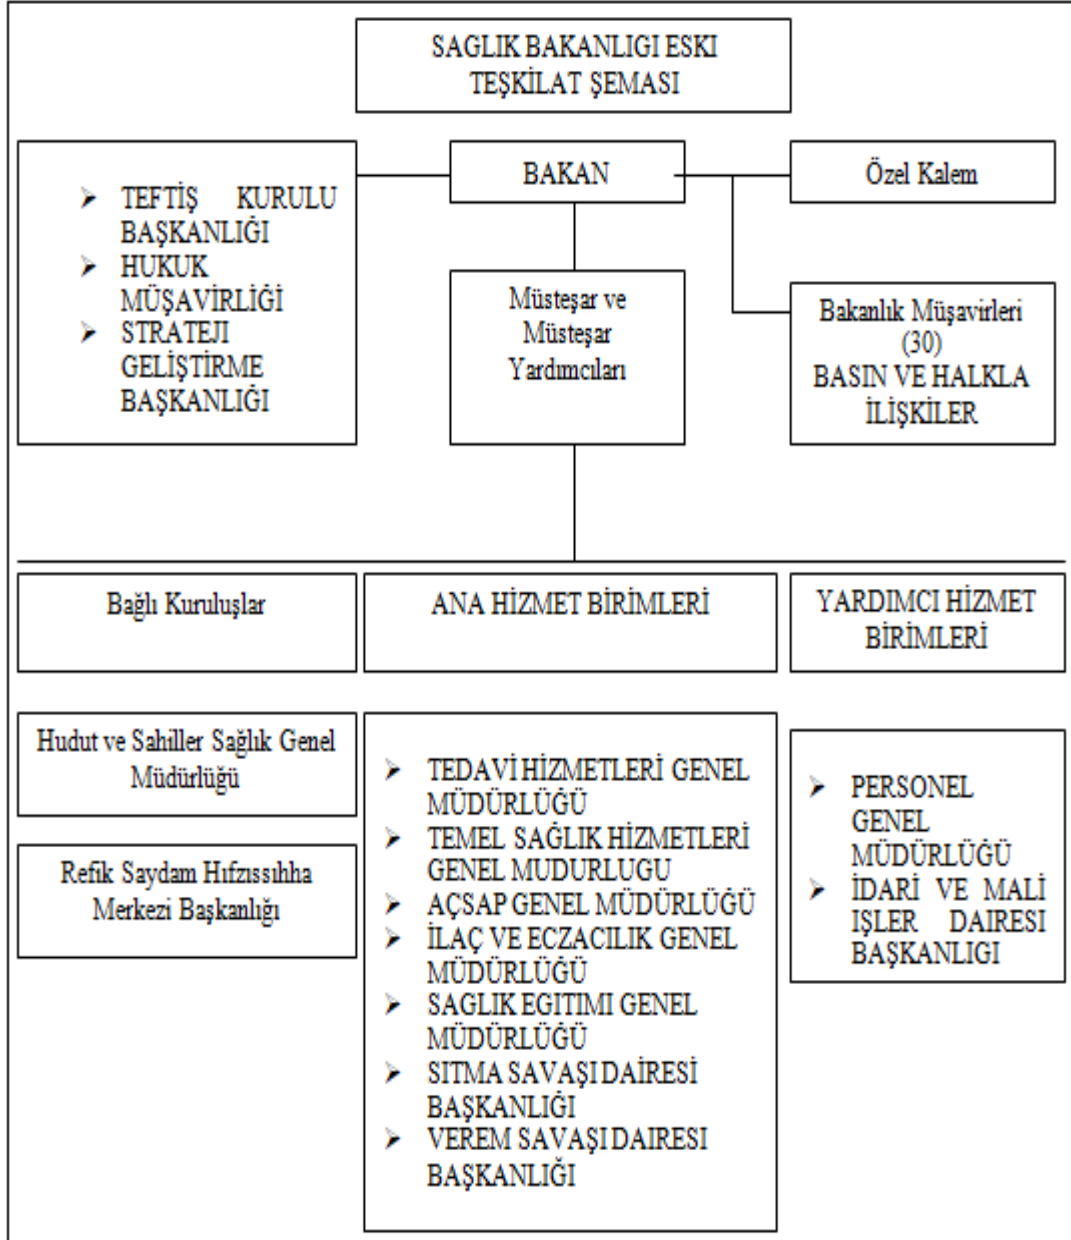 SAGLIK BAKANLIGI ESKI
TEŞKİLAT ŞEMASI
➢ TEFTİŞ KURULU
BAŞKANLIĞI
➢ HUKUK
MÜŞAVİRLİĞİ
➢ STRATEJI
GELİŞTİRME
BAŞKANLIĞI
BAKAN
Özel Kalem
Müsteşar ve
Müsteşar
Yardımcıları
Bakanlık Müşavirleri
(30)
BASIN VE HALKLA
İLİŞKİLER
Bağlı Kuruluşlar
ANA HİZMET BİRİMLERİ
YARDIMCI HİZMET
BİRİMLERİ
Hudut ve Sahiller Sağlık Genel
Müdürlüğü
Refik Saydam Hıfzıssıhha
Merkezi Başkanlığı
➢ TEDAVİ HİZMETLERİ GENEL
MÜDÜRLÜĞÜ
➢ TEMEL SAĞLIK HİZMETLERİ
GENEL MUDURLUGU
➢ AÇSAP GENEL MÜDÜRLÜĞÜ
➢ İLAÇ VE ECZACILIK GENEL
MÜDÜRLÜĞÜ
➢ SAGLIK EGITIMI GENEL
MÜDÜRLÜĞÜ
➢ SITMA SAVAŞI DAİRESİ
BAŞKANLIĞI
➢ VEREM SAVAŞI DAIRESI
BAŞKANLIĞI
➢ PERSONEL
GENEL
MÜDÜRLÜĞÜ
➢ İDARİ VE MALİ
IŞLER DAIRESI
BAŞKANLIGI